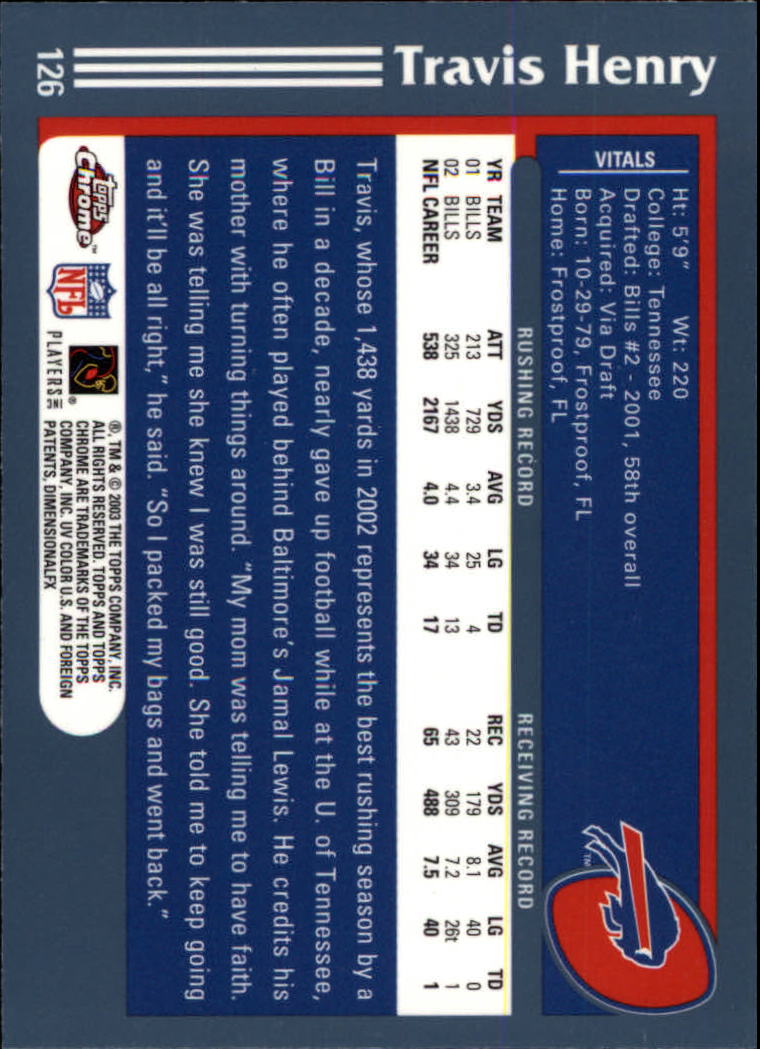 126
Travis Henry
VITALS
Ht: 5'9" Wt: 220
College: Tennessee
Drafted: Bills #2 - 2001, 58th overall
Acquired: Via Draft
Born: 10-29-79, Frostproof, FL
Home: Frostproof, FL
TM
RUSHING RECORD RECEIVING RECORD
YR TEAM ATT YDS AVG LG TD REC YDS AVG LG TD
01 BILLS 213 729 3.4 25 4 22 179 8.1 40 0
02 BILLS 325 1438 4.4 34 13 43 309 7.2 26t 1
NFL CAREER 538 2167 4.0 34 17 65 488 7.5 40 1
Travis, whose 1,438 yards in 2002 represents the best rushing season by a
Bill in a decade, nearly gave up football while at the U. of Tennessee,
where he often played behind Baltimore's Jamal Lewis. He credits his
mother with turning things around. "My mom was telling me to have faith.
She was telling me she knew I was still good. She told me to keep going
and it'll be all right," he said. "So I packed my bags and went back."
topps
Chrome™
NFL
PLAYERS INC
®
®, TM & © 2003 THE TOPPS COMPANY, INC.
ALL RIGHTS RESERVED. TOPPS AND TOPPS
CHROME ARE TRADEMARKS OF THE TOPPS
COMPANY, INC. UV COLOR U.S. AND FOREIGN
PATENTS, DIMENSIONALFX